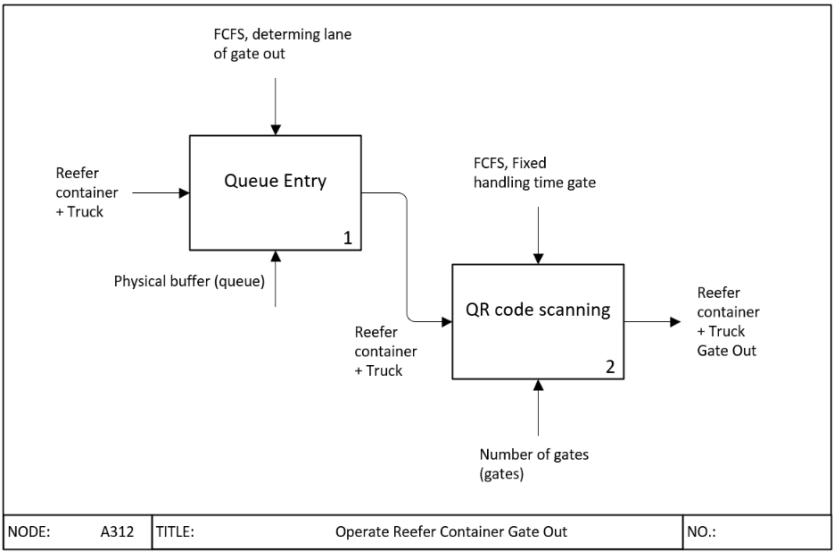 FCFS, determing lane
of gate out
Reefer
container
+ Truck
Queue Entry
1
Physical buffer (queue)
FCFS, Fixed
handling time gate
Reefer
container
+ Truck
QR code scanning
2
Reefer
container
+ Truck
Gate Out
Number of gates
(gates)
NODE: A312 TITLE: Operate Reefer Container Gate Out NO.: